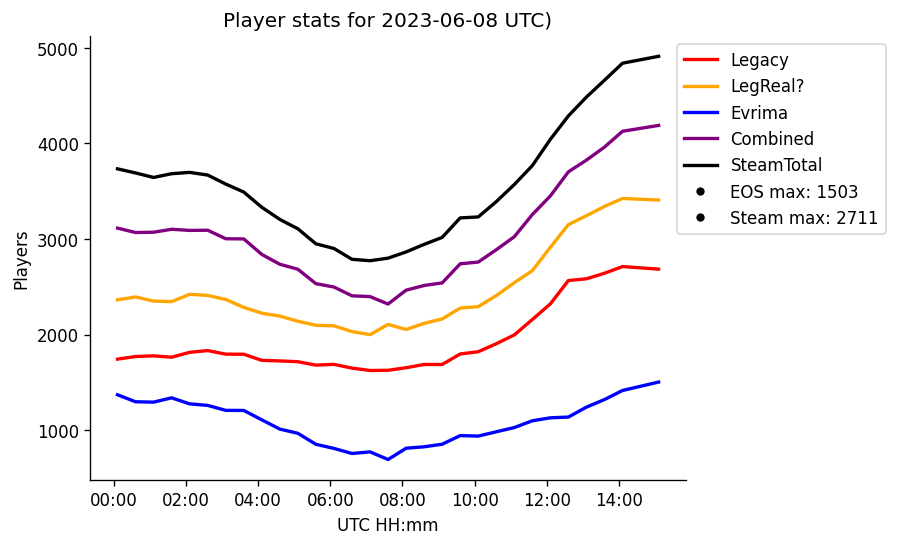 Player stats for 2023-06-08 UTC)
5000
4000
3000
2000
1000
Players
00:00 02:00 04:00 06:00 08:00 10:00 12:00 14:00
UTC HH:mm
Legacy
LegReal?
Evrima
Combined
SteamTotal
EOS max: 1503
Steam max: 2711